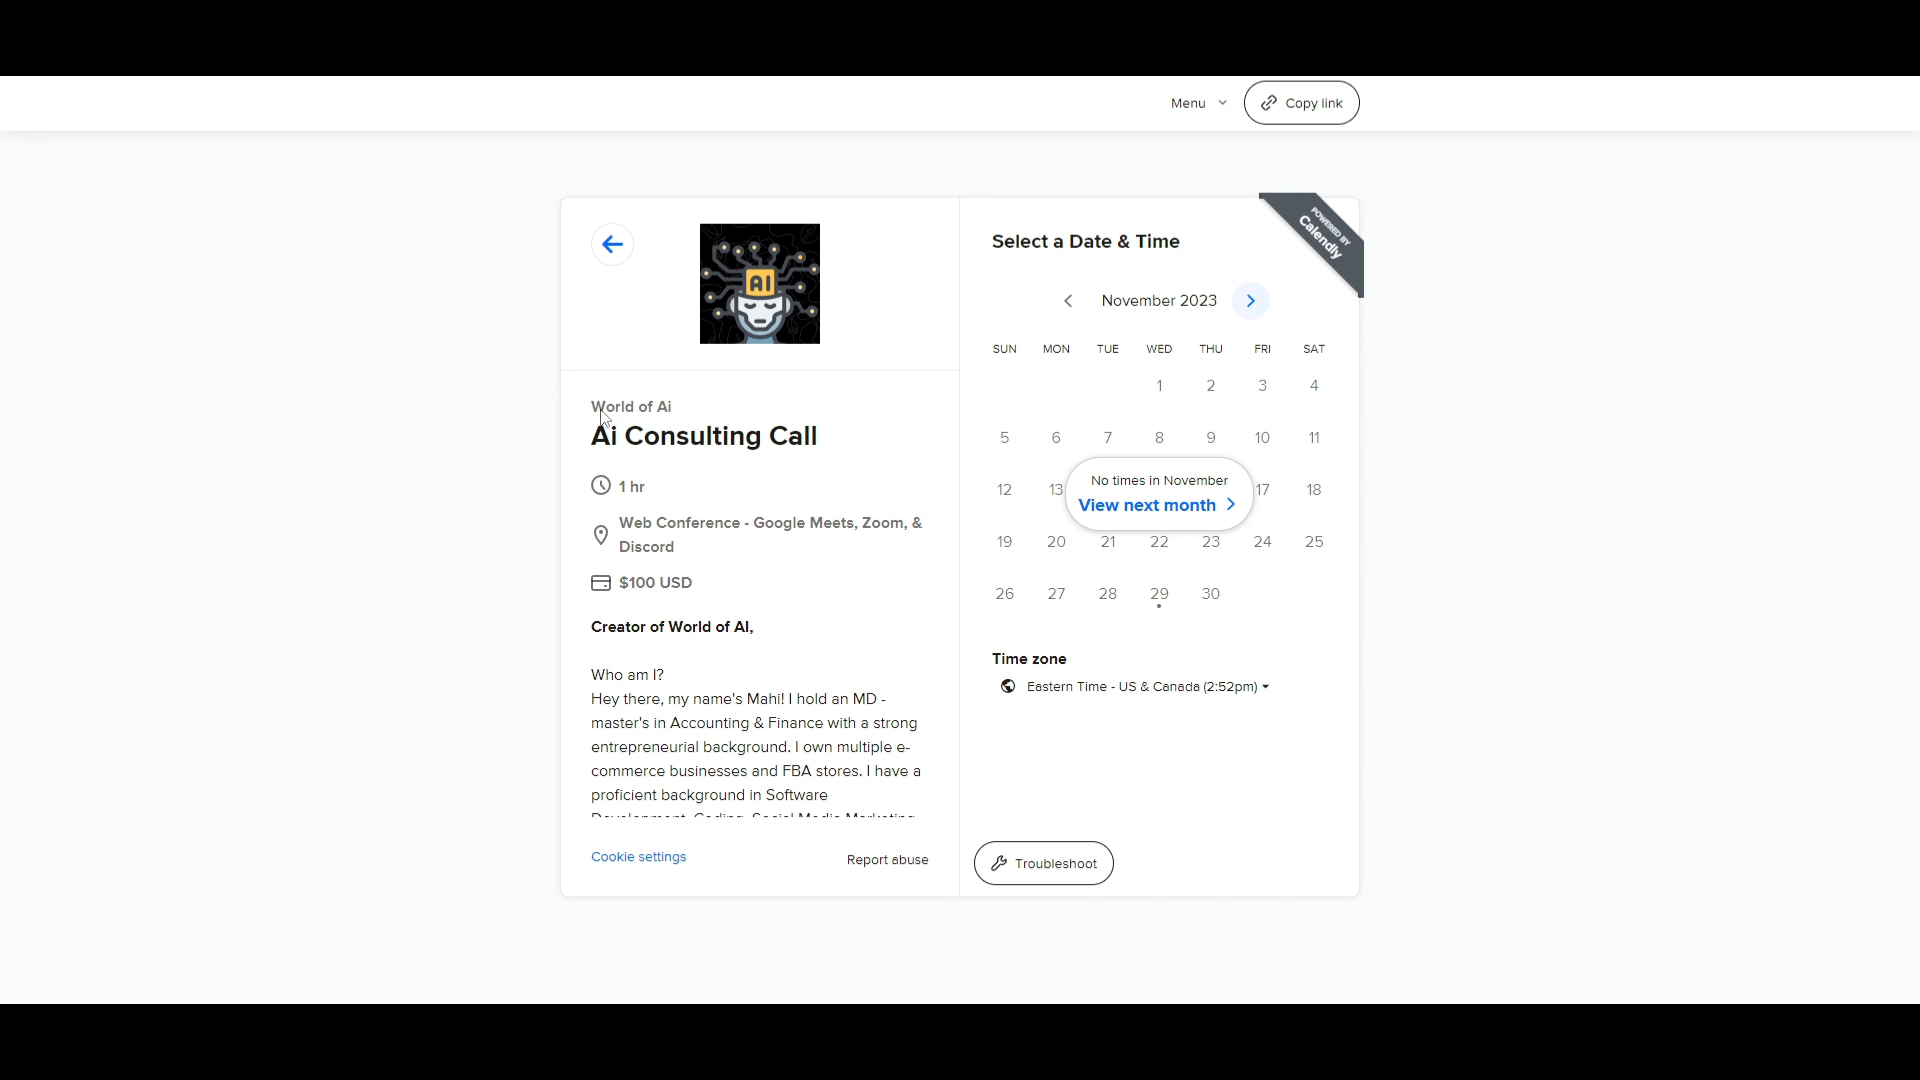 Menu
Copy link
POWERED BY
Calendly
AI
World of Ai
Ai Consulting Call
1 hr
Web Conference - Google Meets, Zoom, &
Discord
$100 USD
Creator of World of AI,
Who am I?
Hey there, my name's Mahi! I hold an MD -
master's in Accounting & Finance with a strong
entrepreneurial background. I own multiple e-
commerce businesses and FBA stores. I have a
proficient background in Software
Development, Coding, Social Media Marketing,
Cookie settings
Report abuse
Select a Date & Time
November 2023
SUN MON TUE WED THU FRI SAT
1 2 3 4
5 6 7 8 9 10 11
No times in November
12 13 17 18
View next month
19 20 21 22 23 24 25
26 27 28 29 30
Time zone
Eastern Time - US & Canada (2:52pm)
Troubleshoot